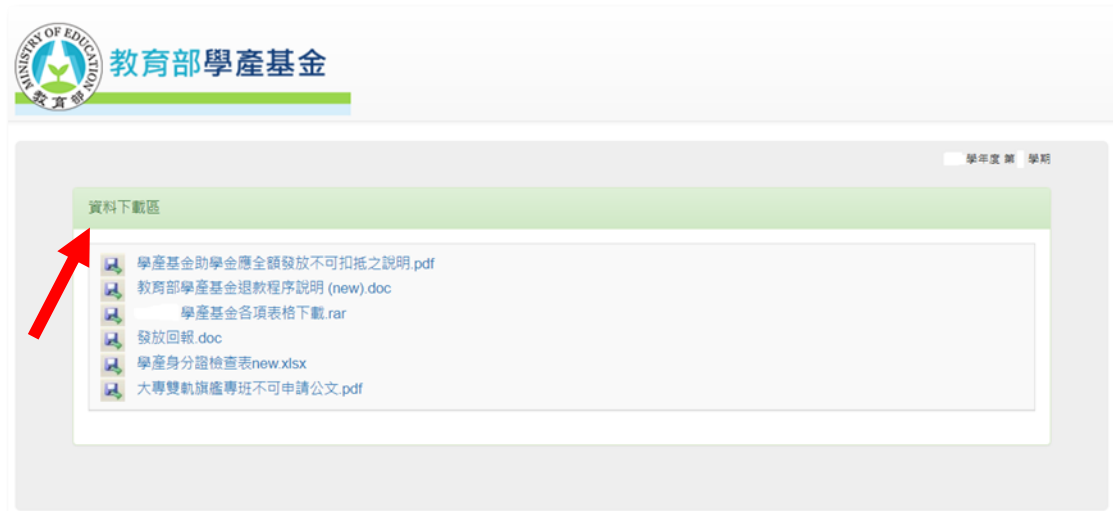 MINISTRY OF EDUCATION
教育部
教育部學產基金
學年度 第 學期
資料下載區
學產基金助學金應全額發放不可扣抵之說明.pdf
教育部學產基金退款程序說明 (new).doc
學產基金各項表格下載.rar
發放回報.doc
學產身分證檢查表new.xlsx
大專雙軌旗艦專班不可申請公文.pdf